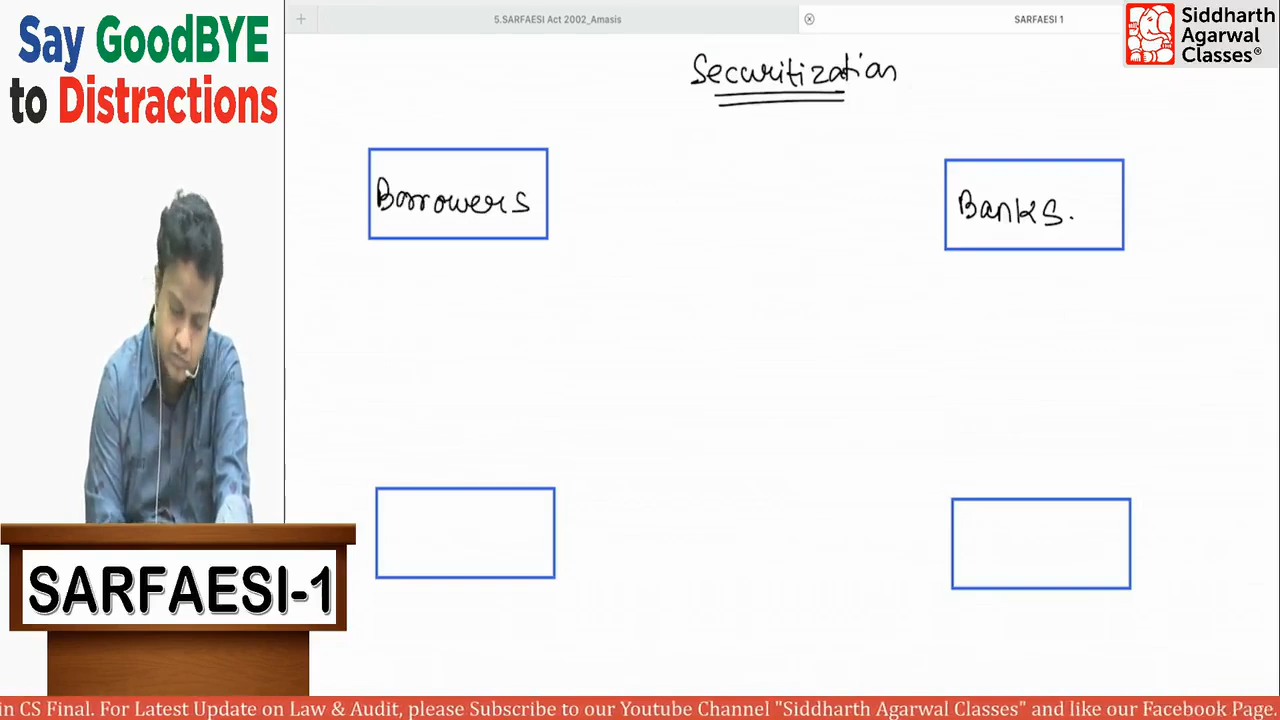 Say GoodBYE
to Distractions
5.SARFAESI Act 2002_Amasis
SARFAESI 1
Siddharth
Agarwal
Classes®
Securitization
Borrowers
Banks.
SARFAESI-1
in CS Final. For Latest Update on Law & Audit, please Subscribe to our Youtube Channel "Siddharth Agarwal Classes" and like our Facebook Page.